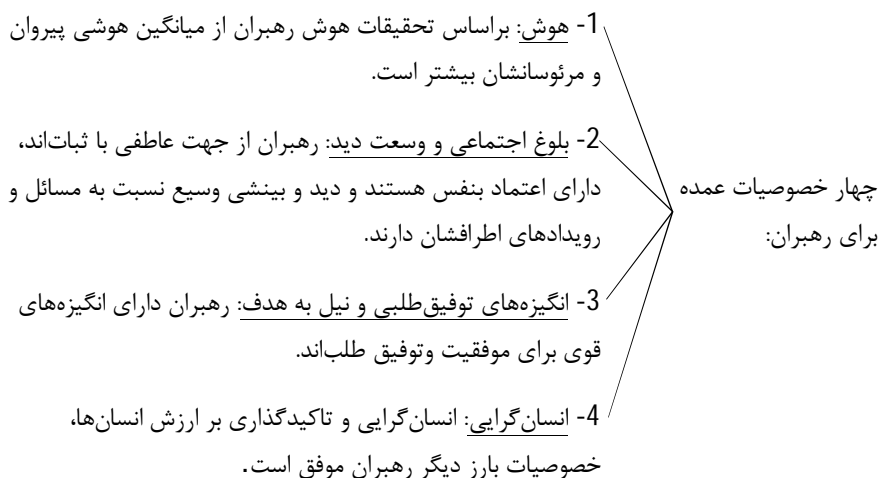 چهار خصوصیات عمده
برای رهبران:
1- هوش: براساس تحقیقات هوش رهبران از میانگین هوشی پیروان
و مرئوسانشان بیشتر است.
2- بلوغ اجتماعی و وسعت دید: رهبران از جهت عاطفی با ثبات‌اند،
دارای اعتماد بنفس هستند و دید و بینشی وسیع نسبت به مسائل و
رویدادهای اطرافشان دارند.
3- انگیزه‌های توفیق‌طلبی و نیل به هدف: رهبران دارای انگیزه‌های
قوی برای موفقیت وتوفیق طلب‌اند.
4- انسان‌گرایی: انسان‌گرایی و تاکیدگذاری بر ارزش انسان‌ها،
خصوصیات بارز دیگر رهبران موفق است.